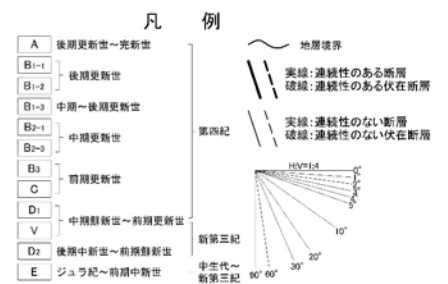 凡 例
A 後期更新世～完新世
B1-1
B1-2
後期更新世
B1-3 中期～後期更新世
B2-1
B2-3
中期更新世
B3
C
前期更新世
D1
V
中期鮮新世～前期更新世
D2 後期中新世～前期鮮新世
E ジュラ紀～前期中新世
第四紀
新第三紀
中生代～
新第三紀
地層境界
実線：連続性のある断層
破線：連続性のある伏在断層
実線：連続性のない断層
破線：連続性のない伏在断層
H:V=1:4
0°
1°
2°
3°
4°
5°
10°
20°
30°
60°
90°